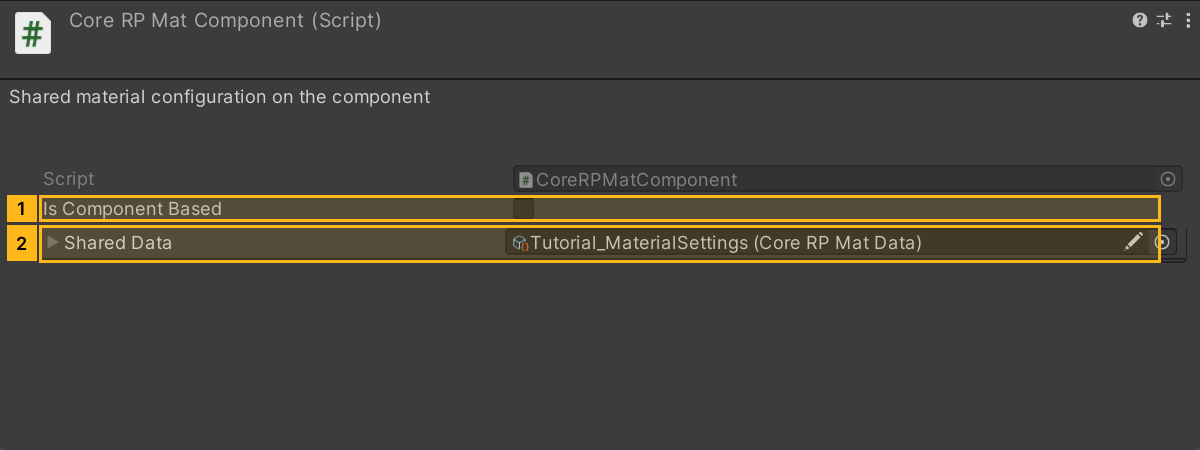 Core RP Mat Component (Script)
Shared material configuration on the component
Script CoreRPMatComponent
1 Is Component Based
2 Shared Data Tutorial_MaterialSettings (Core RP Mat Data)